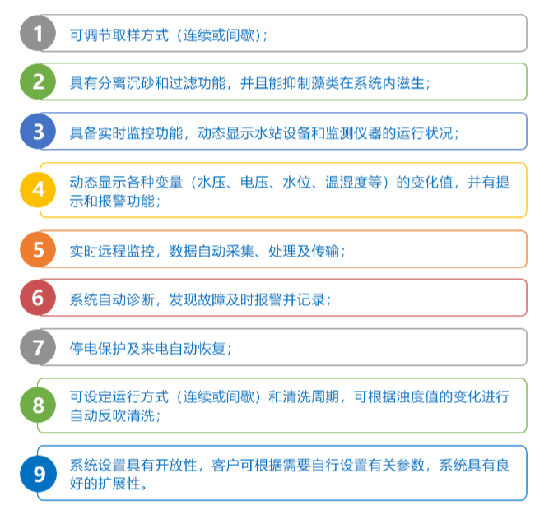 1 可调节取样方式（连续或间歇）；
2 具有分离沉砂和过滤功能，并且能抑制藻类在系统内滋生；
3 具备实时监控功能，动态显示水站设备和监测仪器的运行状况；
4 动态显示各种变量（水压、电压、水位、温湿度等）的变化值，并有提
示和报警功能；
5 实时远程监控，数据自动采集、处理及传输；
6 系统自动诊断，发现故障及时报警并记录；
7 停电保护及来电自动恢复；
8 可设定运行方式（连续或间歇）和清洗周期，可根据浊度值的变化进行
自动反吹清洗；
9 系统设置具有开放性，客户可根据需要自行设置有关参数，系统具有良
好的扩展性。